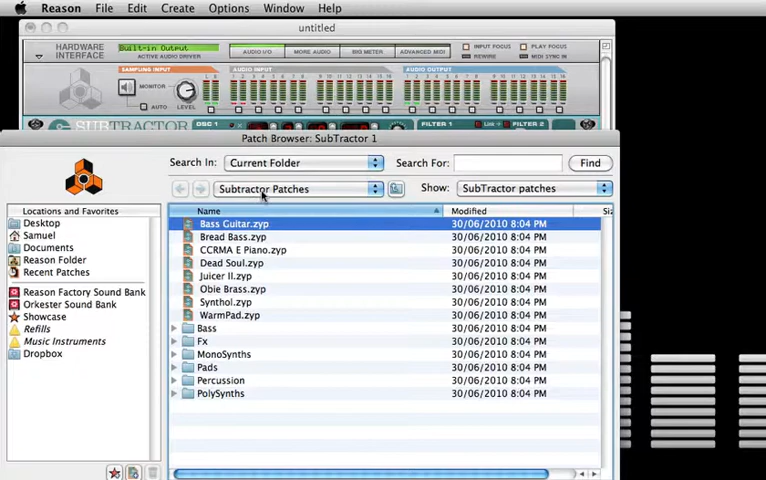 Reason File Edit Create Options Window Help
untitled
HARDWARE INTERFACE
Built-in Output
ACTIVE AUDIO DRIVER
AUDIO I/O MORE AUDIO BIG METER ADVANCED MIDI
INPUT FOCUS PLAY FOCUS
REWIRE MIDI SYNC IN
SAMPLING INPUT AUDIO INPUT AUDIO OUTPUT
AUTO LEVEL
SUBTRACTOR OSC 1 FILTER 1 Link FILTER 2
Patch Browser: SubTractor 1
Search In: Current Folder Search For: Find
Subtractor Patches Show: SubTractor patches
Locations and Favorites
Desktop
Samuel
Documents
Reason Folder
Recent Patches
Reason Factory Sound Bank
Orkester Sound Bank
Showcase
Refills
Music Instruments
Dropbox
Name Modified Siz
Bass Guitar.zyp 30/06/2010 8:04 PM
Bread Bass.zyp 30/06/2010 8:04 PM
CCRMA E Piano.zyp 30/06/2010 8:04 PM
Dead Soul.zyp 30/06/2010 8:04 PM
Juicer II.zyp 30/06/2010 8:04 PM
Obie Brass.zyp 30/06/2010 8:04 PM
Synthol.zyp 30/06/2010 8:04 PM
WarmPad.zyp 30/06/2010 8:04 PM
Bass 30/06/2010 8:04 PM
Fx 30/06/2010 8:04 PM
MonoSynths 30/06/2010 8:04 PM
Pads 30/06/2010 8:04 PM
Percussion 30/06/2010 8:04 PM
PolySynths 30/06/2010 8:04 PM